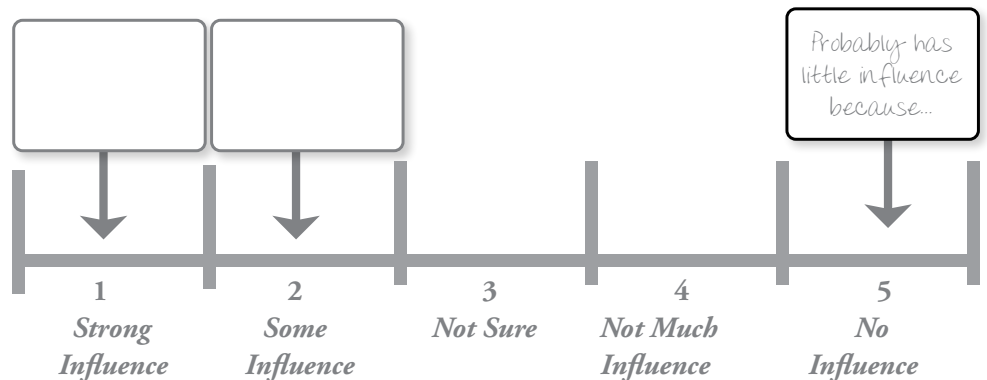 Probably has
little influence
because...
1 2 3 4 5
Strong Some Not Sure Not Much No
Influence Influence Influence Influence